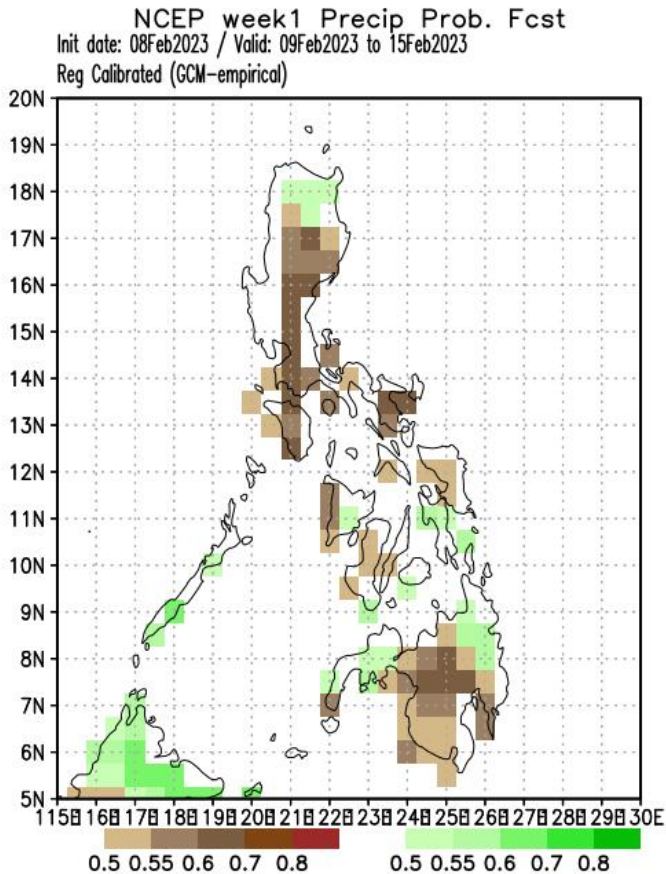 NCEP week1 Precip Prob. Fcst
Init date: 08Feb2023 / Valid: 09Feb2023 to 15Feb2023
Reg Calibrated (GCM-empirical)
20N
19N
18N
17N
16N
15N
14N
13N
12N
11N
10N
9N
8N
7N
6N
5N
115E 116E 117E 118E 119E 120E 121E 122E 123E 124E 125E 126E 127E 128E 129E 130E
0.5 0.55 0.6 0.7 0.8 0.5 0.55 0.6 0.7 0.8